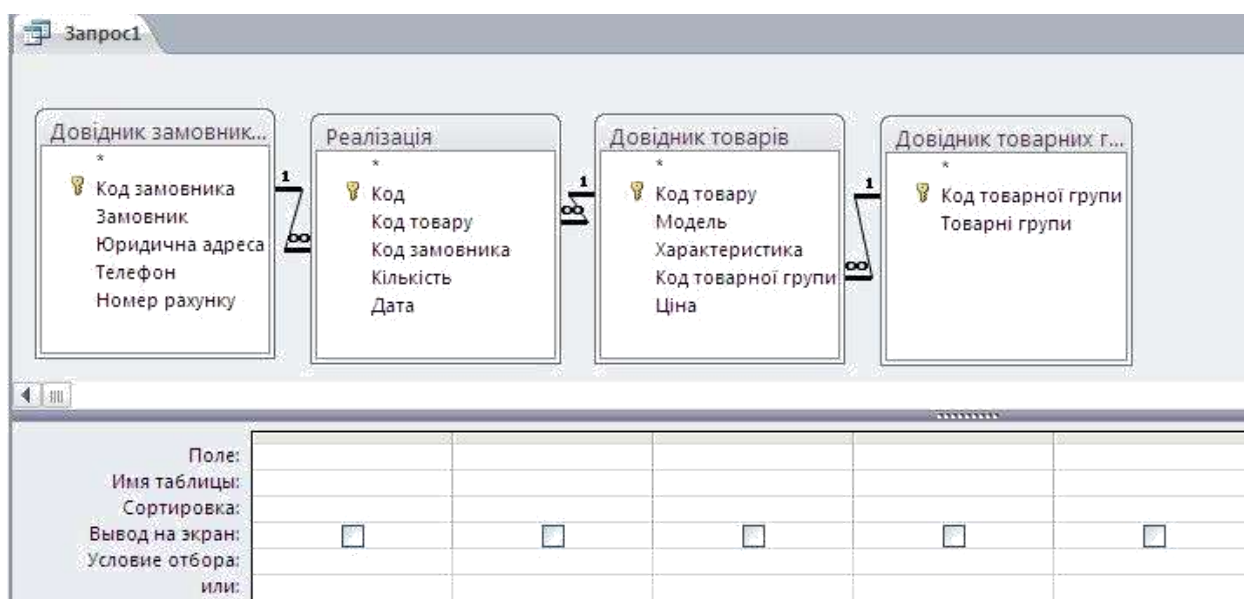 Запрос1
Довідник замовник...
*
Код замовника
Замовник
Юридична адреса
Телефон
Номер рахунку
1
∞
Реалізація
*
Код
Код товару
Код замовника
Кількість
Дата
1
∞
Довідник товарів
*
Код товару
Модель
Характеристика
Код товарної групи
Ціна
1
∞
Довідник товарних г...
*
Код товарної групи
Товарні групи
Поле:
Имя таблицы:
Сортировка:
Вывод на экран:
Условие отбора:
или: